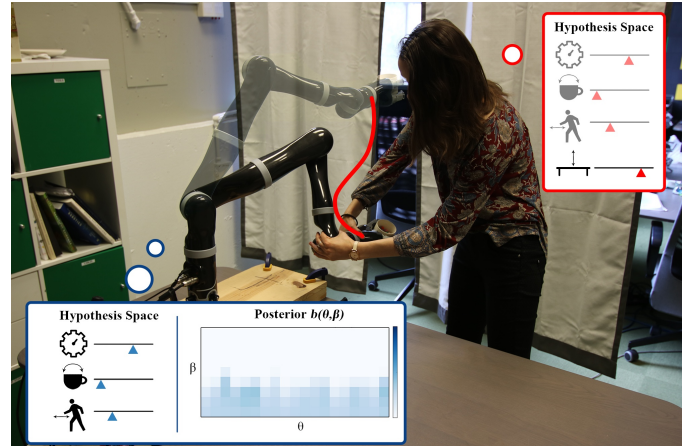 Hypothesis Space
Hypothesis Space
Posterior b(θ,β)
β
θ